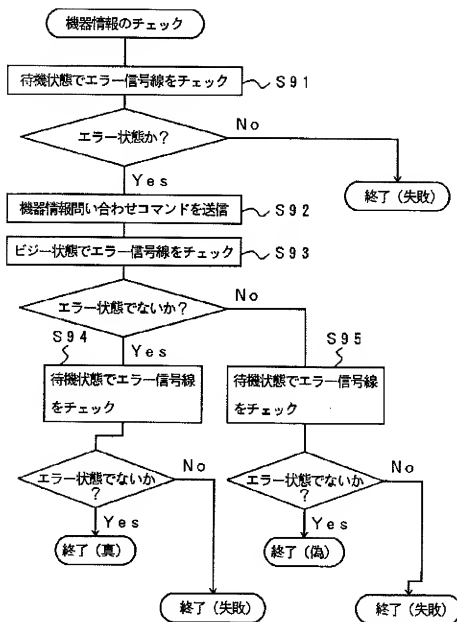 機器情報のチェック
待機状態でエラー信号線をチェック
S91
エラー状態か？
No
Yes
終了（失敗）
機器情報問い合わせコマンドを送信
S92
ビジー状態でエラー信号線をチェック
S93
エラー状態でないか？
No
S94
Yes
S95
待機状態でエラー信号線
をチェック
待機状態でエラー信号線
をチェック
エラー状態でないか
？
No
エラー状態でないか
？
No
Yes
Yes
終了（真）
終了（偽）
終了（失敗）
終了（失敗）